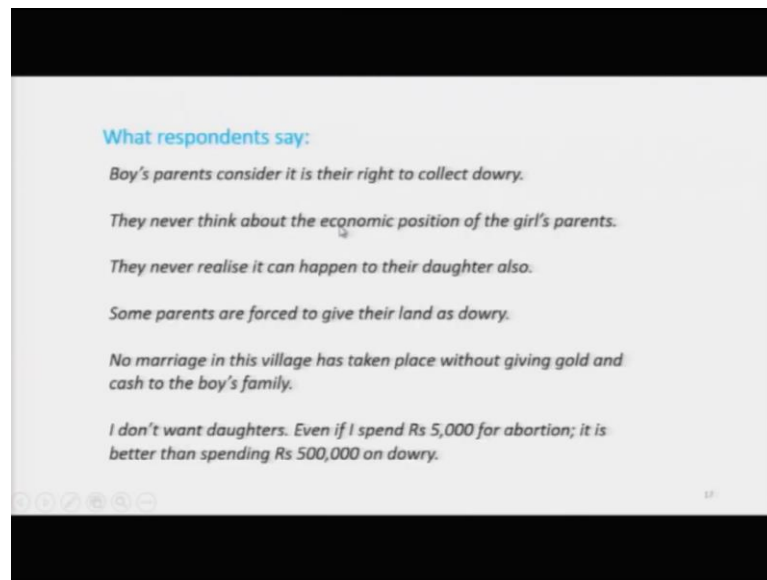 What respondents say:
Boy's parents consider it is their right to collect dowry.
They never think about the economic position of the girl's parents.
They never realise it can happen to their daughter also.
Some parents are forced to give their land as dowry.
No marriage in this village has taken place without giving gold and
cash to the boy's family.
I don't want daughters. Even if I spend Rs 5,000 for abortion; it is
better than spending Rs 500,000 on dowry.